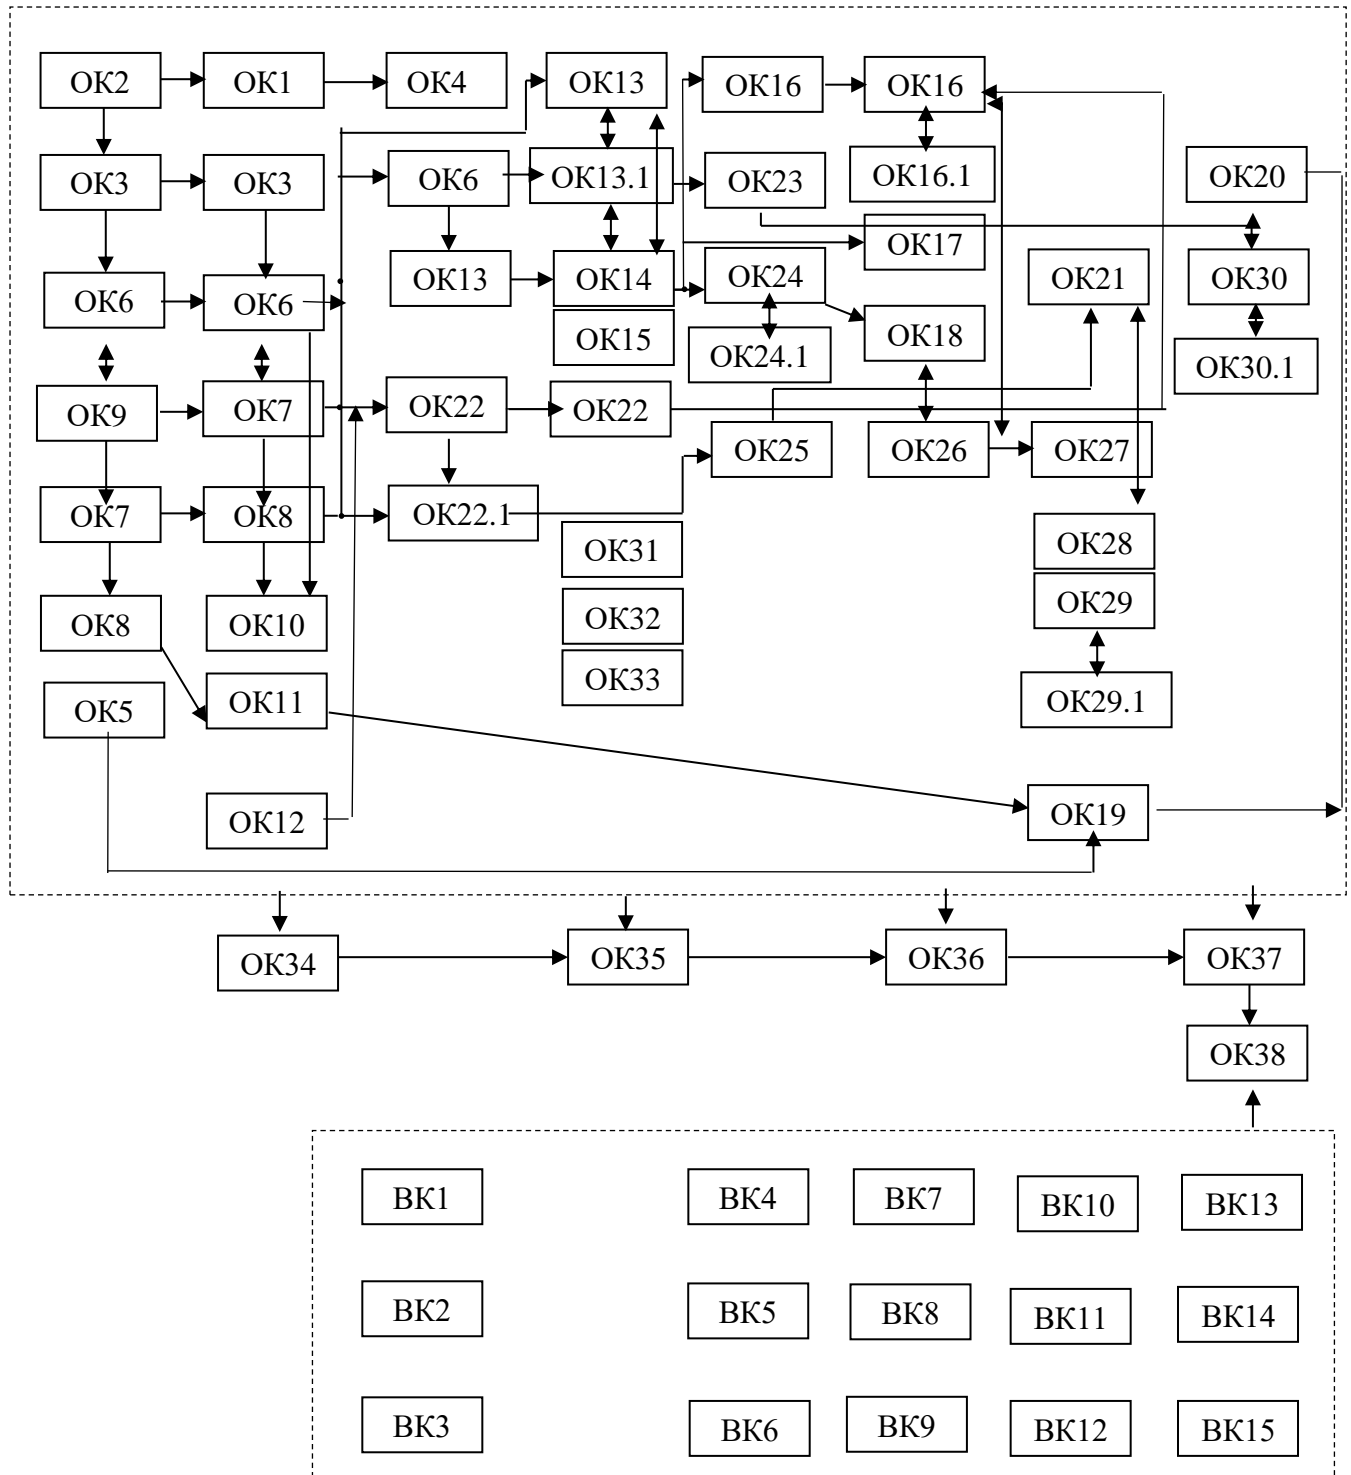 ОК2 ОК1 ОК4 ОК13 ОК16 ОК16
ОК3 ОК3 ОК6 ОК13.1 ОК23 ОК16.1 ОК20
ОК17
ОК6 ОК6 ОК13 ОК14 ОК24 ОК21 ОК30
ОК15 ОК24.1 ОК18 ОК30.1
ОК9 ОК7 ОК22 ОК22 ОК25 ОК26 ОК27
ОК7 ОК8 ОК22.1
ОК31 ОК28
ОК8 ОК10 ОК32 ОК29
ОК5 ОК11 ОК33 ОК29.1
ОК12 ОК19
ОК34 ОК35 ОК36 ОК37
ОК38
ВК1 ВК4 ВК7 ВК10 ВК13
ВК2 ВК5 ВК8 ВК11 ВК14
ВК3 ВК6 ВК9 ВК12 ВК15